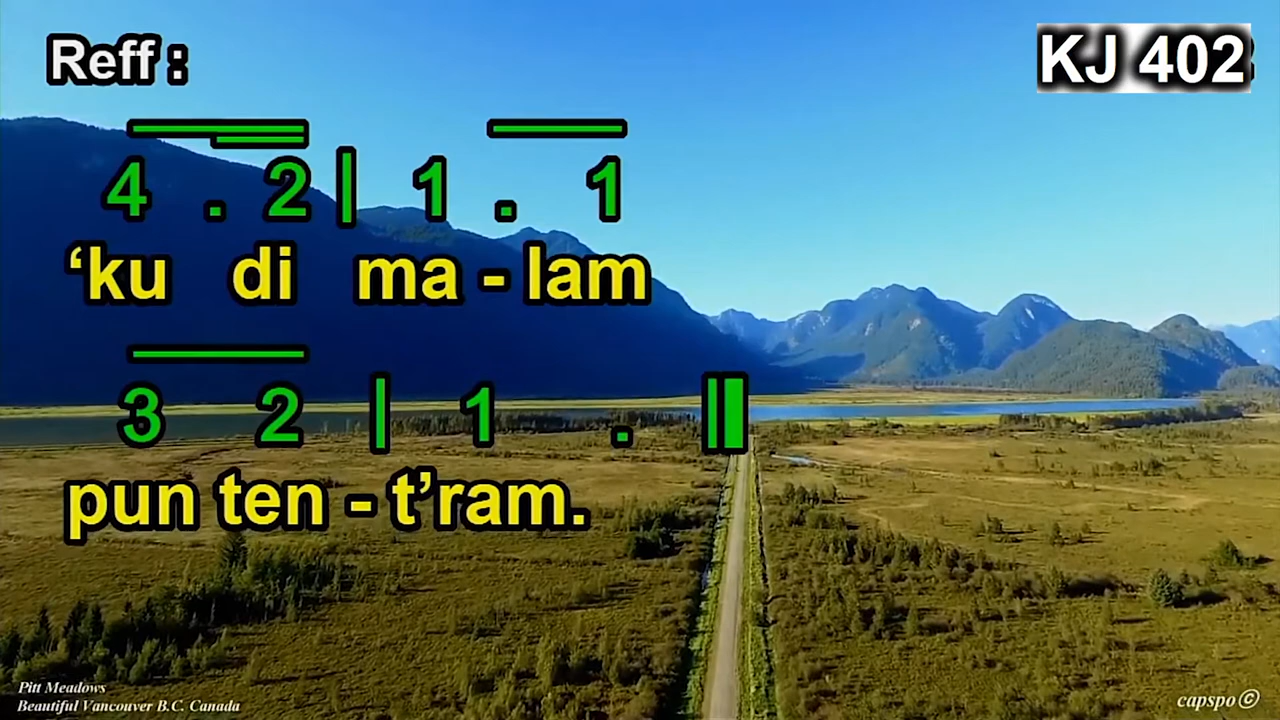 Reff :
KJ 402
4 . 2 | 1 . 1
‘ku di ma - lam
3 2 | 1 . ||
pun ten - t’ram.
Pitt Meadows
Beautiful Vancouver B.C. Canada
capspo ©